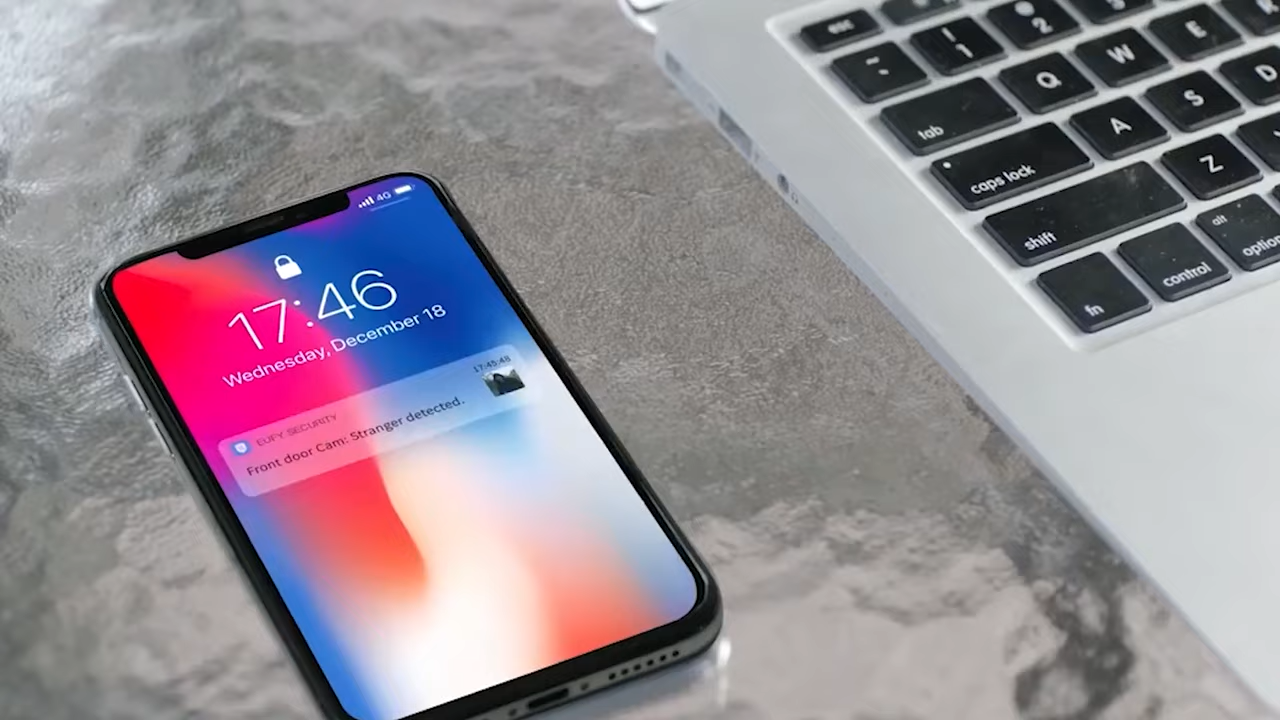 4G
17:46
Wednesday, December 18
EUFY SECURITY
17:45:48
Front door Cam: Stranger detected.
esc
! 1
2
Q
W
E
tab
A
S
D
caps lock
Z
shift
fn
control
alt
option